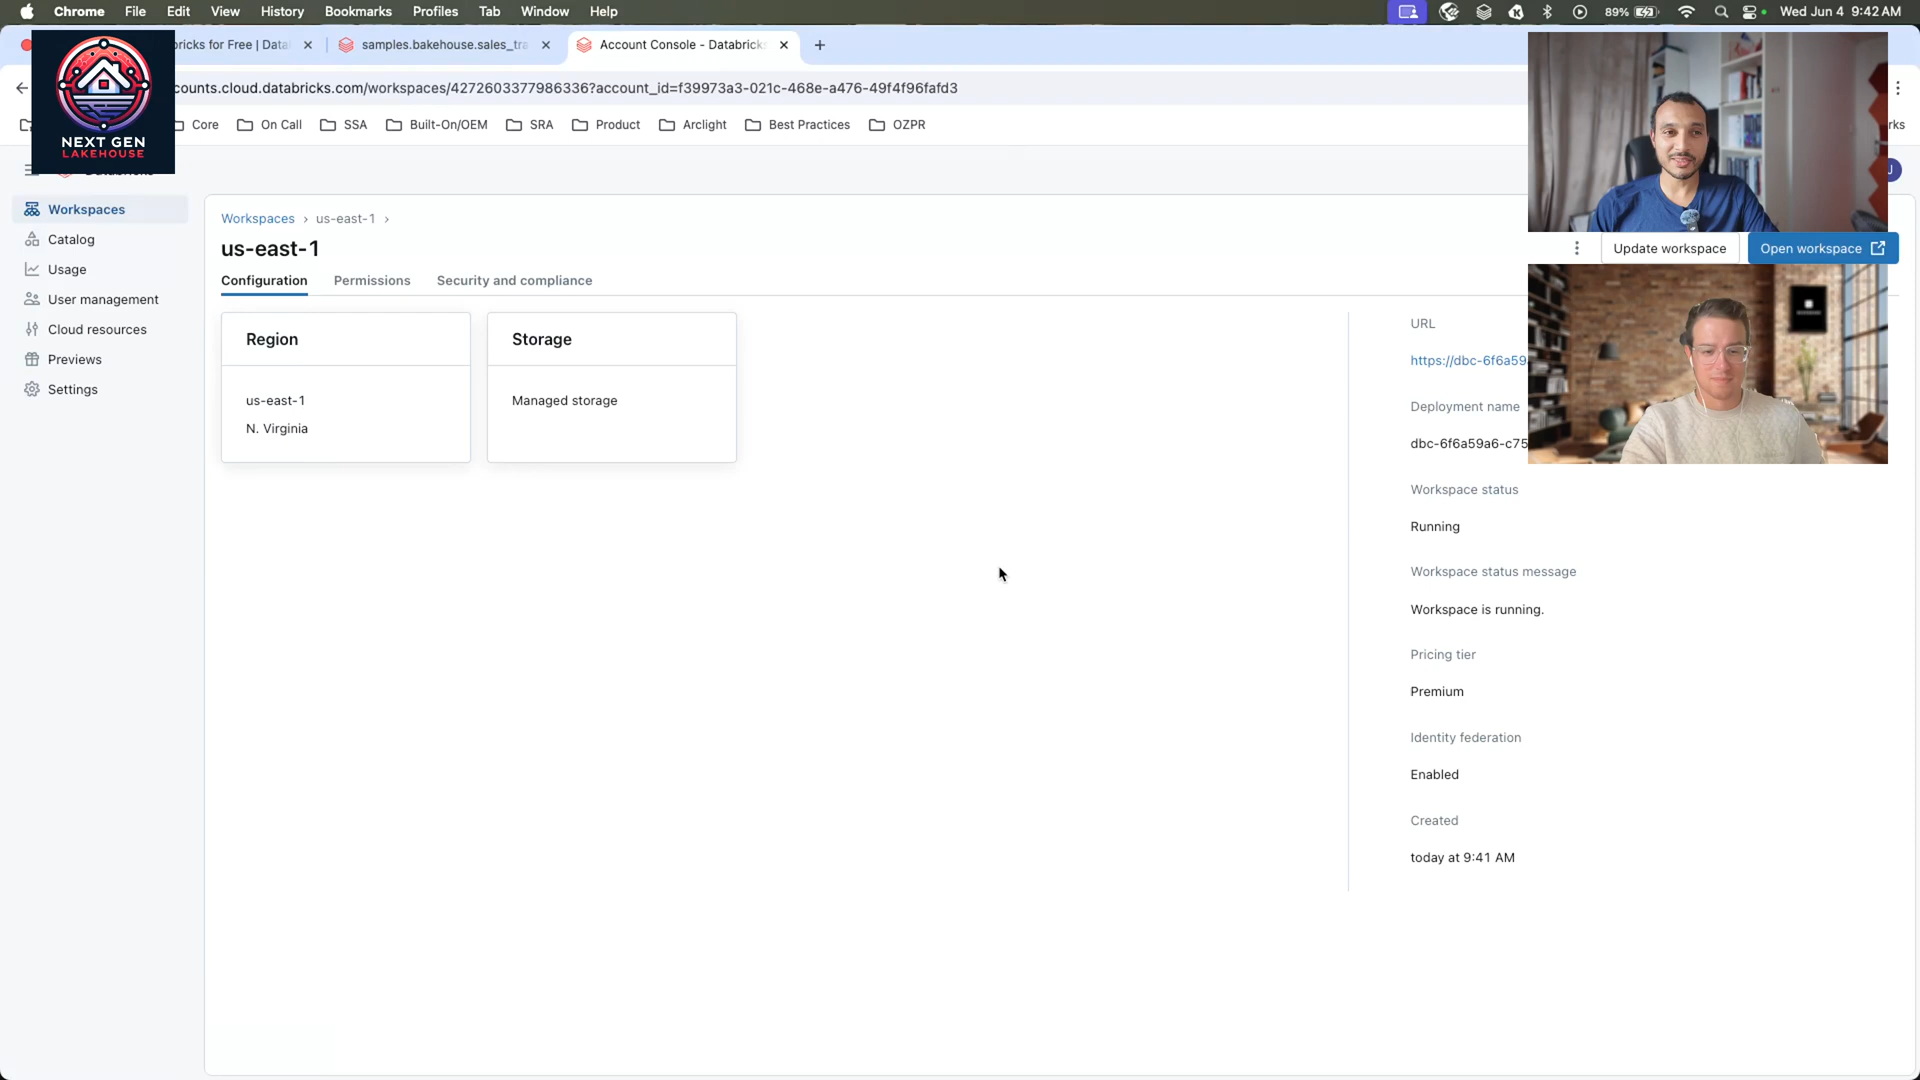 Chrome File Edit View History Bookmarks Profiles Tab Window Help 89% Wed Jun 4 9:42 AM
bricks for Free | Data samples.bakehouse.sales_tra Account Console - Databricks
counts.cloud.databricks.com/workspaces/4272603377986336?account_id=f39973a3-021c-468e-a476-49f4f96fafd3
Core On Call SSA Built-On/OEM SRA Product Arclight Best Practices OZPR
NEXT GEN
LAKEHOUSE
Workspaces
Catalog
Usage
User management
Cloud resources
Previews
Settings
Workspaces › us-east-1 ›
us-east-1
Update workspace Open workspace
Configuration Permissions Security and compliance
Region
us-east-1
N. Virginia
Storage
Managed storage
URL
https://dbc-6f6a59
Deployment name
dbc-6f6a59a6-c75
Workspace status
Running
Workspace status message
Workspace is running.
Pricing tier
Premium
Identity federation
Enabled
Created
today at 9:41 AM